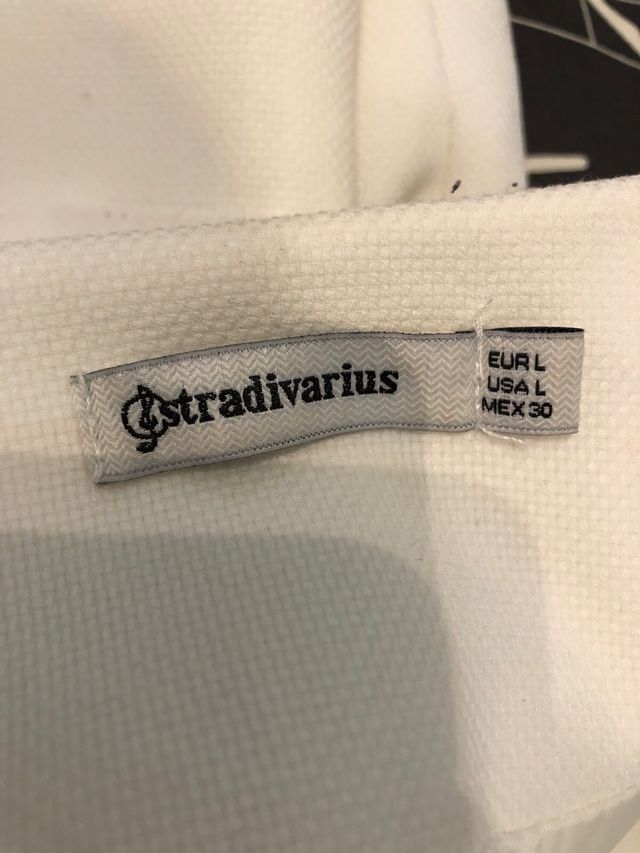 stradivarius
EUR L
USA L
MEX 30